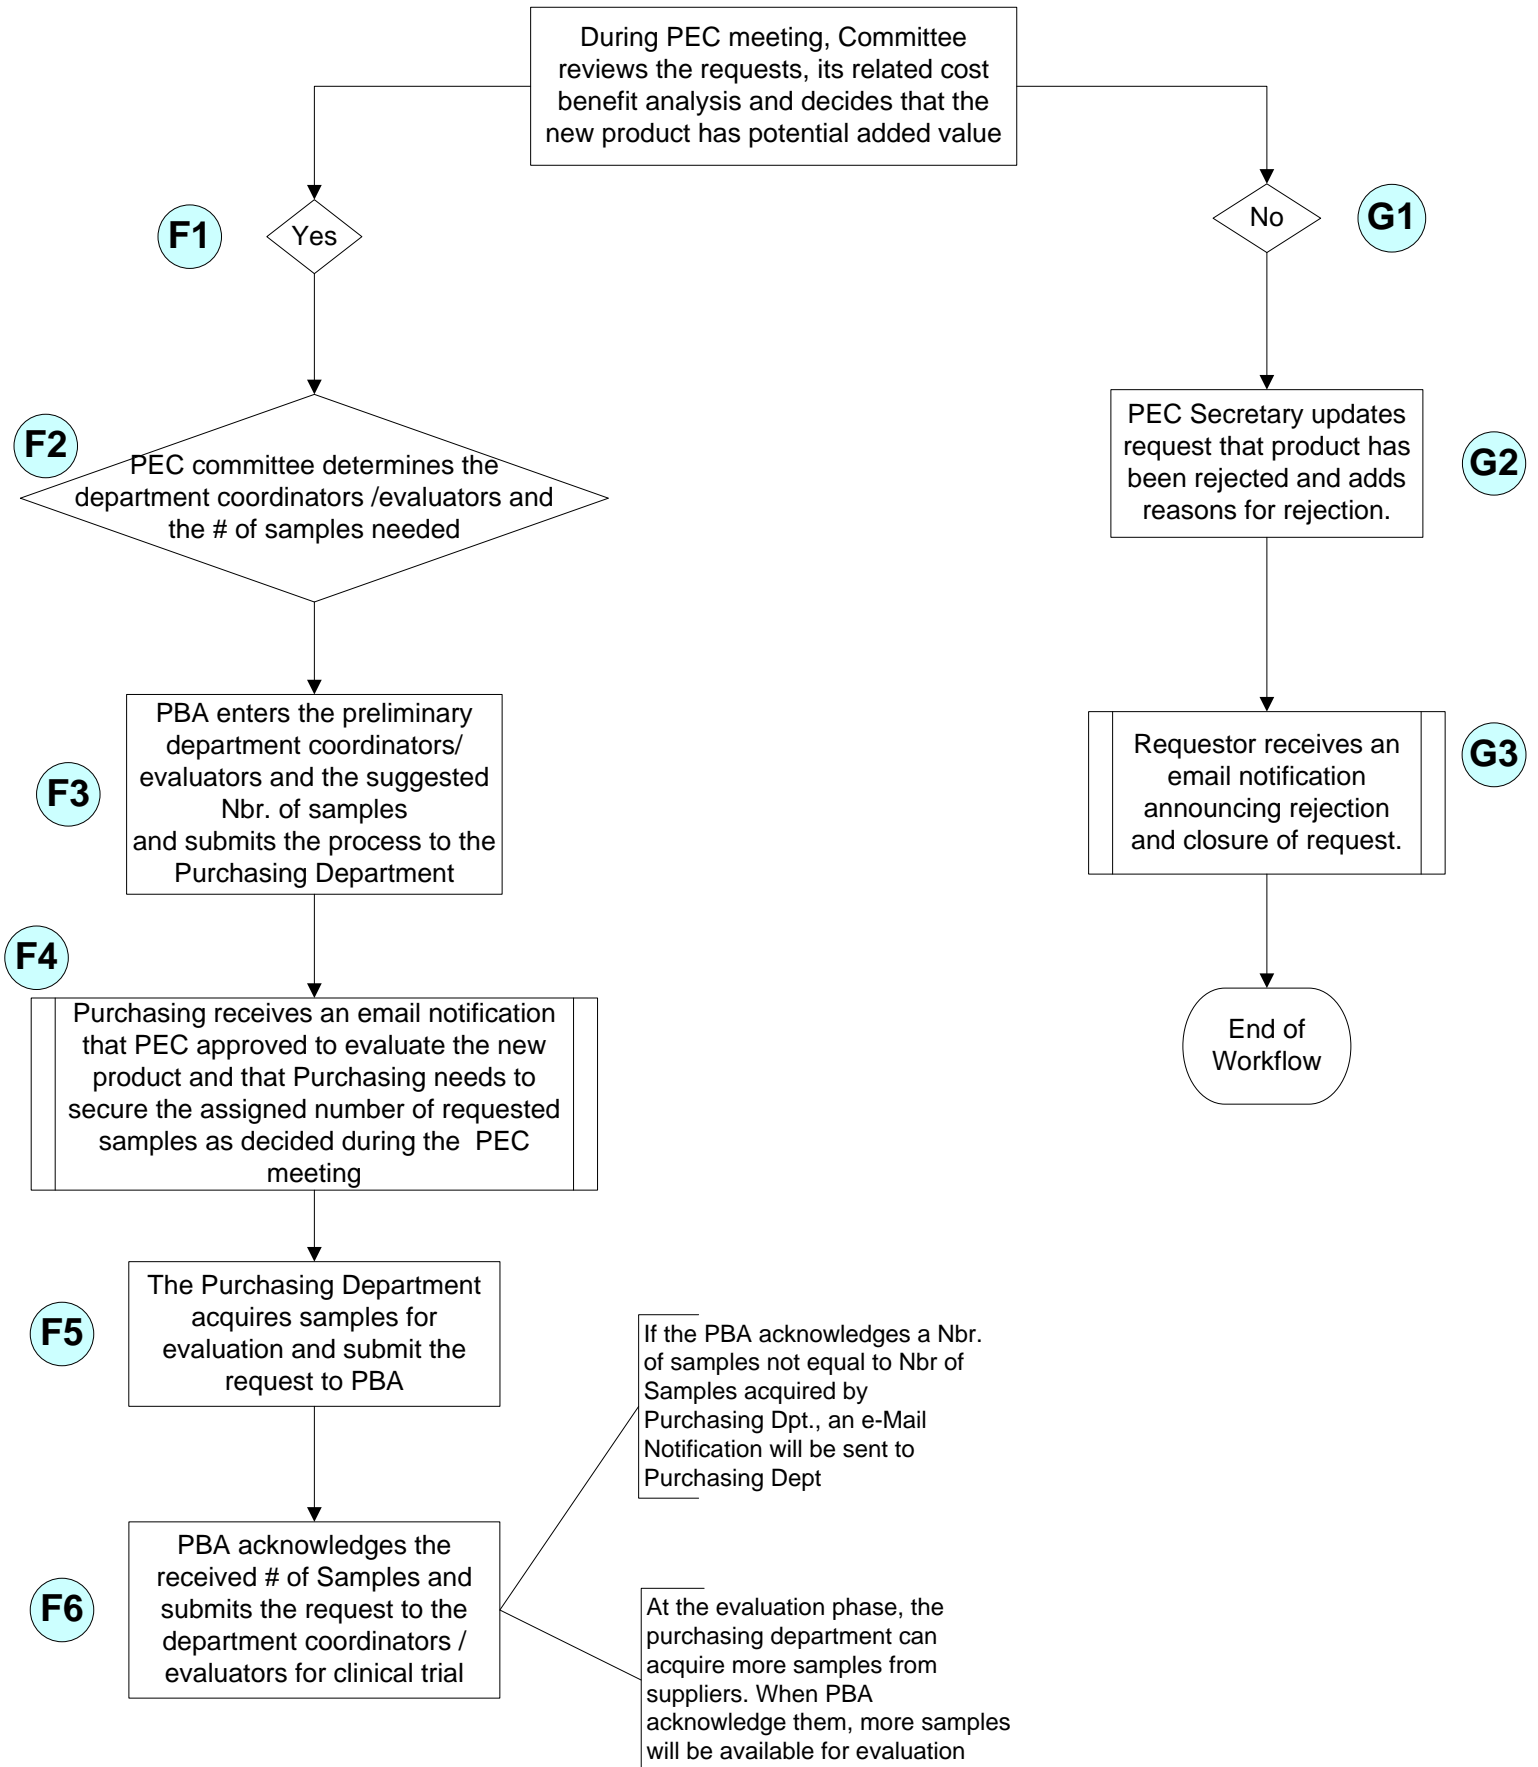 During PEC meeting, Committee
reviews the requests, its related cost
benefit analysis and decides that the
new product has potential added value
F1
Yes
No
G1
F2
PEC committee determines the
department coordinators /evaluators and
the # of samples needed
PEC Secretary updates
request that product has
been rejected and adds
reasons for rejection.
G2
F3
PBA enters the preliminary
department coordinators/
evaluators and the suggested
Nbr. of samples
and submits the process to the
Purchasing Department
Requestor receives an
email notification
announcing rejection
and closure of request.
G3
F4
Purchasing receives an email notification
that PEC approved to evaluate the new
product and that Purchasing needs to
secure the assigned number of requested
samples as decided during the PEC
meeting
End of
Workflow
F5
The Purchasing Department
acquires samples for
evaluation and submit the
request to PBA
If the PBA acknowledges a Nbr.
of samples not equal to Nbr of
Samples acquired by
Purchasing Dpt., an e-Mail
Notification will be sent to
Purchasing Dept
F6
PBA acknowledges the
received # of Samples and
submits the request to the
department coordinators /
evaluators for clinical trial
At the evaluation phase, the
purchasing department can
acquire more samples from
suppliers. When PBA
acknowledge them, more samples
will be available for evaluation